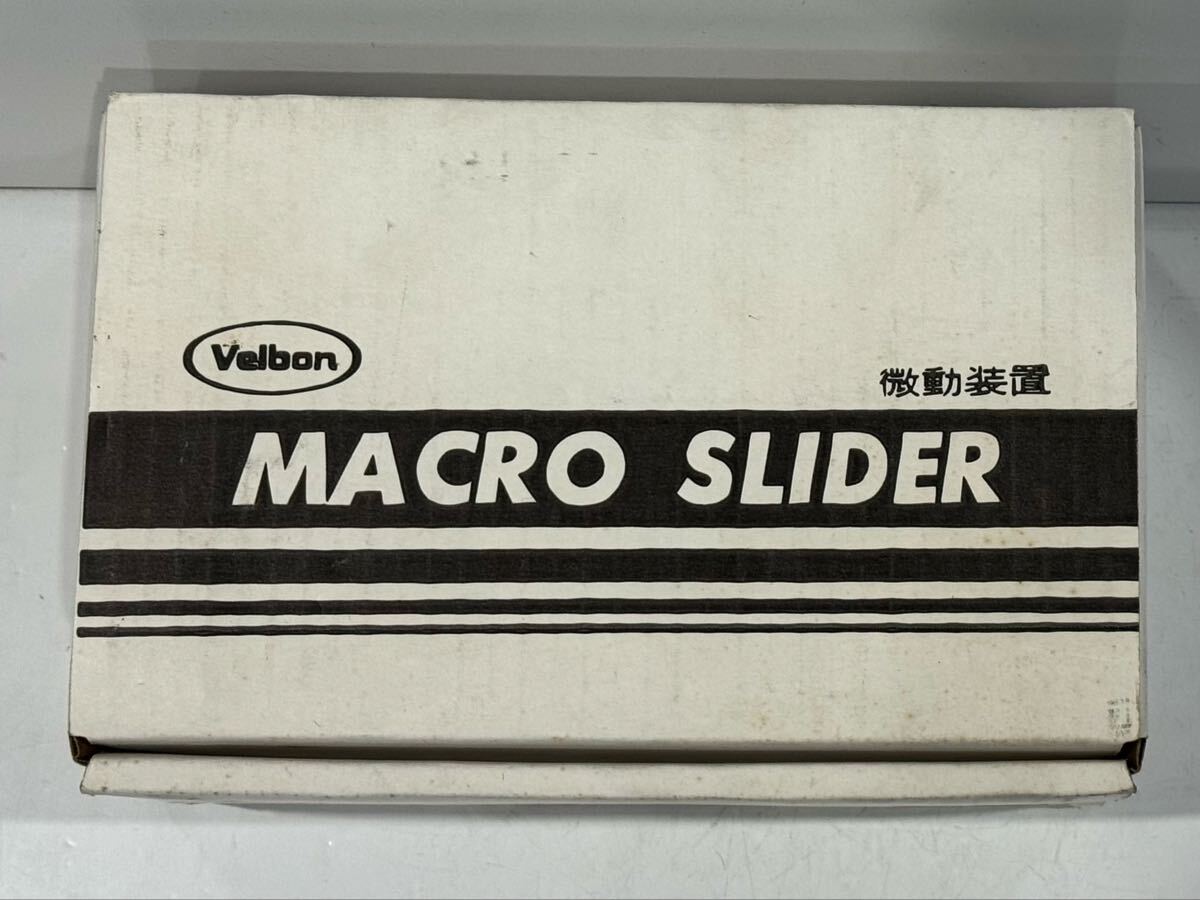 Velbon
微動装置
MACRO SLIDER